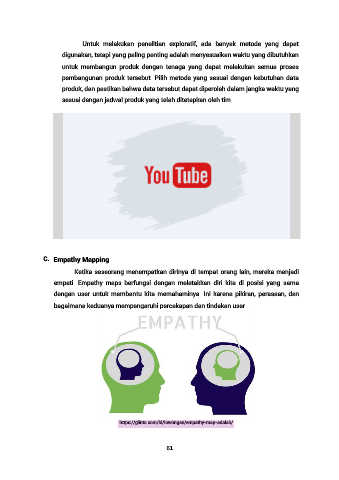 Untuk melakukan penelitian exploratif, ada banyak metode yang dapat
digunakan, tetapi yang paling penting adalah menyesuaikan waktu yang dibutuhkan
untuk membangun produk dengan tenaga yang dapat melakukan semua proses
pembangunan produk tersebut Pilih metode yang sesuai dengan kebutuhan data
produk, dan pastikan bahwa data tersebut dapat diperoleh dalam jangka waktu yang
sesuai dengan jadwal produk yang telah ditetapkan oleh tim
YouTube
C. Empathy Mapping
Ketika seseorang menempatkan dirinya di tempat orang lain, mereka menjadi
empati Empathy maps berfungsi dengan meletakkan diri kita di posisi yang sama
dengan user untuk membantu kita memahaminya Ini karena pikiran, perasaan, dan
bagaimana keduanya mempengaruhi percakapan dan tindakan user
EMPATHY
https://glints.com/id/lowongan/empathy-map-adalah/
61